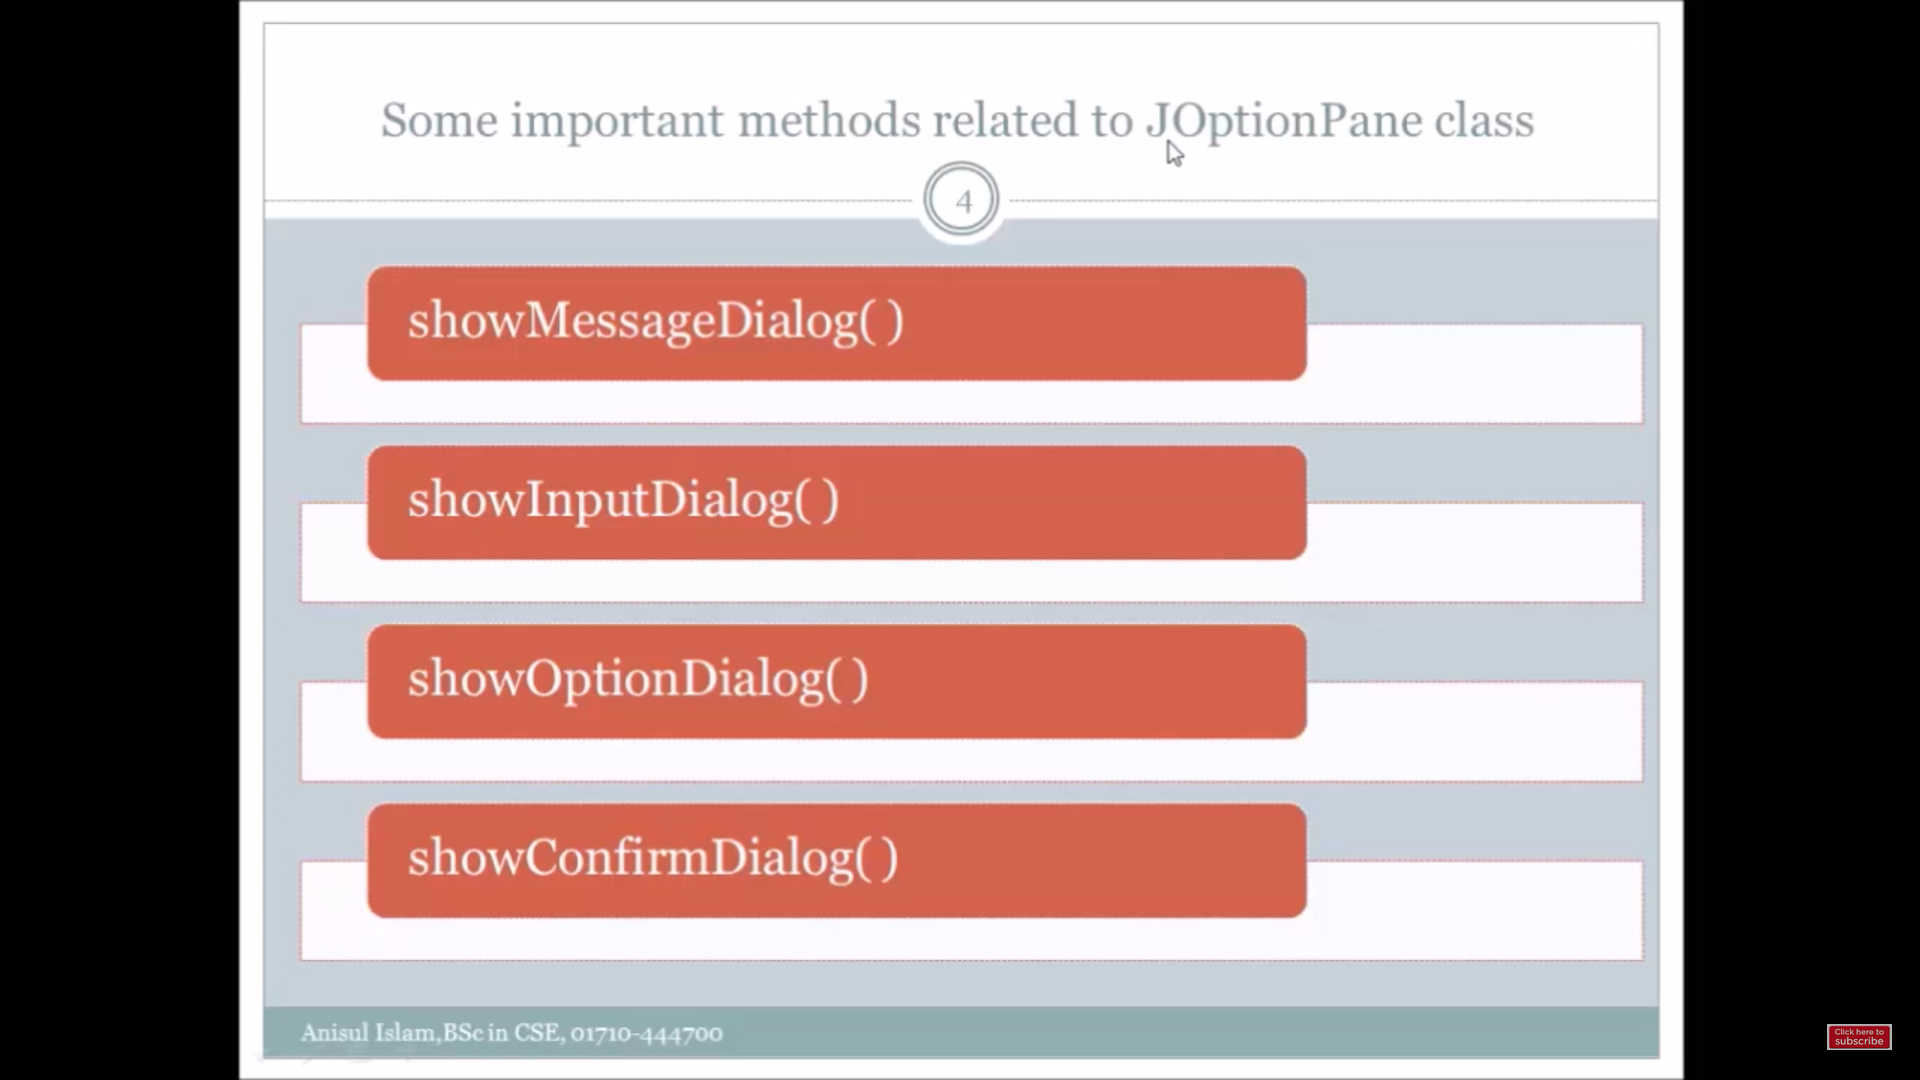 Some important methods related to JOptionPane class
4
showMessageDialog( )
showInputDialog( )
showOptionDialog( )
showConfirmDialog( )
Anisul Islam,BSc in CSE, 01710-444700
Click here to
subscribe